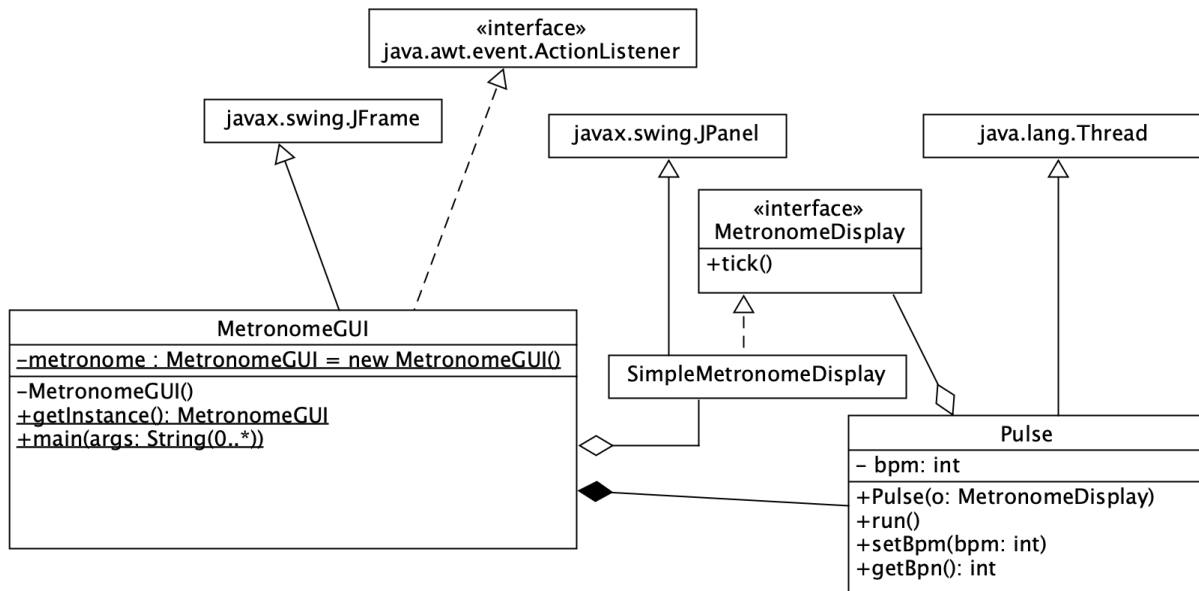 «interface»
java.awt.event.ActionListener
javax.swing.JFrame
javax.swing.JPanel
java.lang.Thread
«interface»
MetronomeDisplay
+tick()
MetronomeGUI
-metronome : MetronomeGUI = new MetronomeGUI()
-MetronomeGUI()
+getInstance(): MetronomeGUI
+main(args: String(0..*))
SimpleMetronomeDisplay
Pulse
- bpm: int
+Pulse(o: MetronomeDisplay)
+run()
+setBpm(bpm: int)
+getBpn(): int